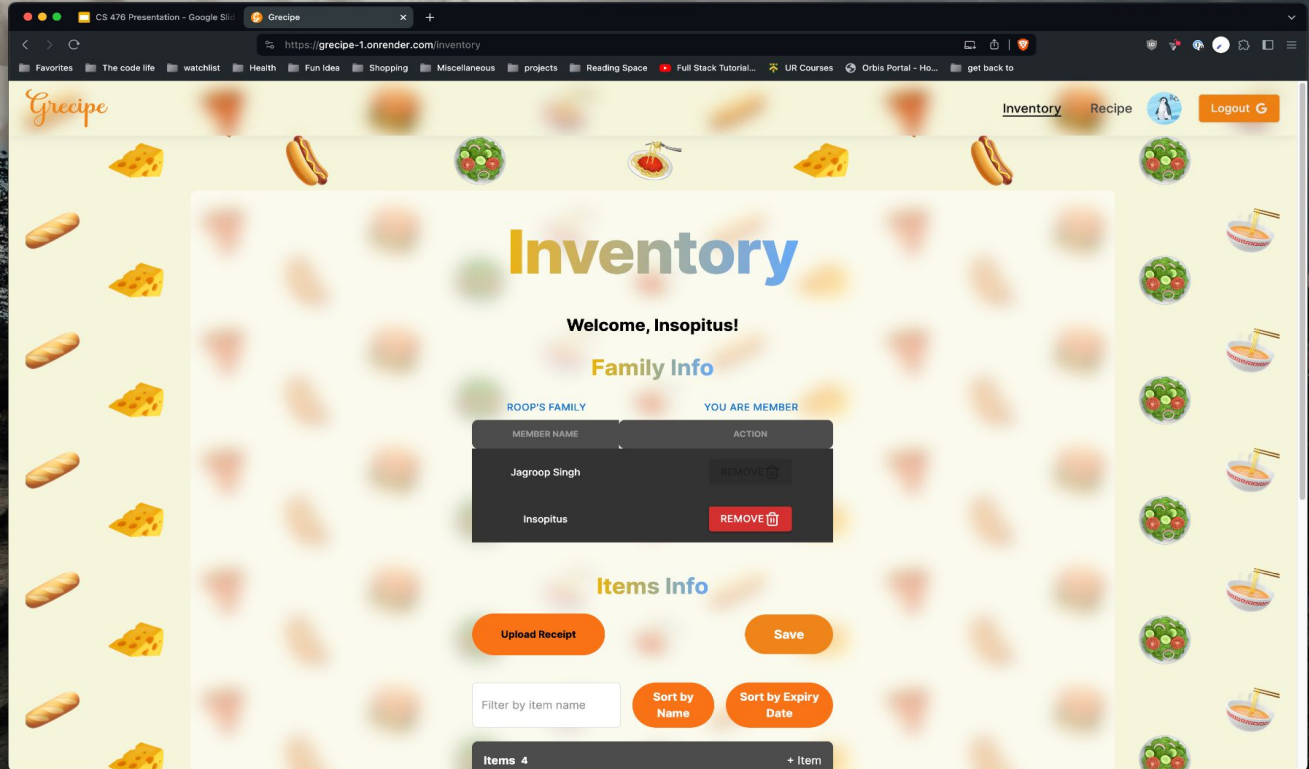 CS 476 Presentation - Google Slid
Grecipe
https://grecipe-1.onrender.com/inventory
Favorites The code life watchlist Health Fun Idea Shopping Miscellaneous projects Reading Space Full Stack Tutorial... UR Courses Orbis Portal - Ho... get back to
Grecipe
Inventory Recipe Logout G
Inventory
Welcome, Insopitus!
Family Info
ROOP'S FAMILY YOU ARE MEMBER
MEMBER NAME ACTION
Jagroop Singh REMOVE
Insopitus REMOVE
Items Info
Upload Receipt Save
Filter by item name
Sort by
Name
Sort by Expiry
Date
Items 4 + Item